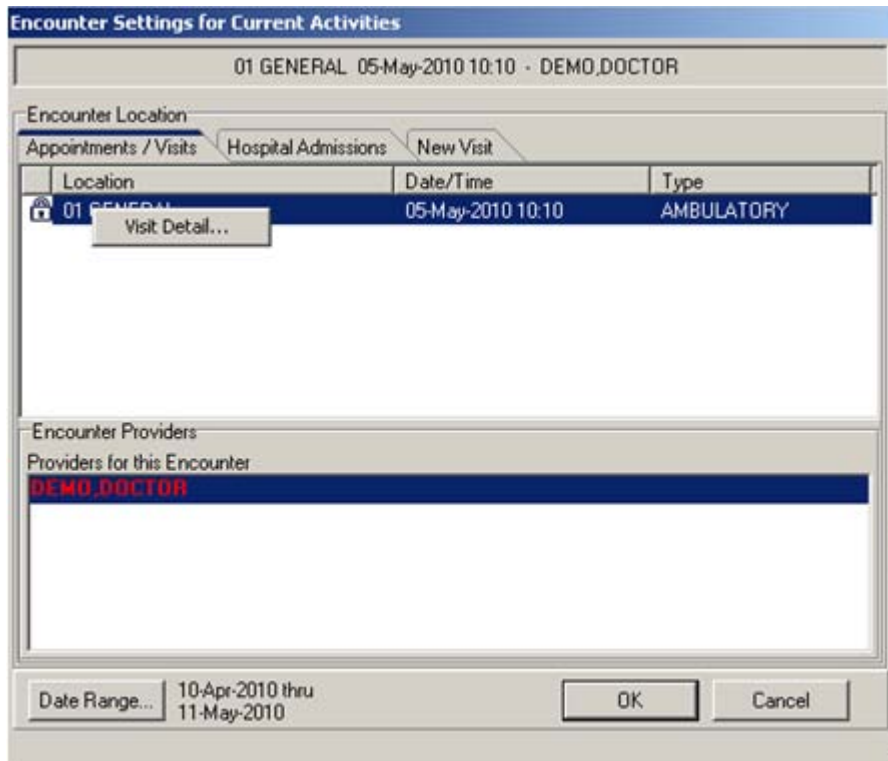 Encounter Settings for Current Activities
01 GENERAL 05-May-2010 10:10 - DEMO,DOCTOR
Encounter Location
Appointments / Visits Hospital Admissions New Visit
Location Date/Time Type
01 GENERAL 05-May-2010 10:10 AMBULATORY
Visit Detail...
Encounter Providers
Providers for this Encounter
DEMO,DOCTOR
Date Range... 10-Apr-2010 thru
11-May-2010
OK Cancel